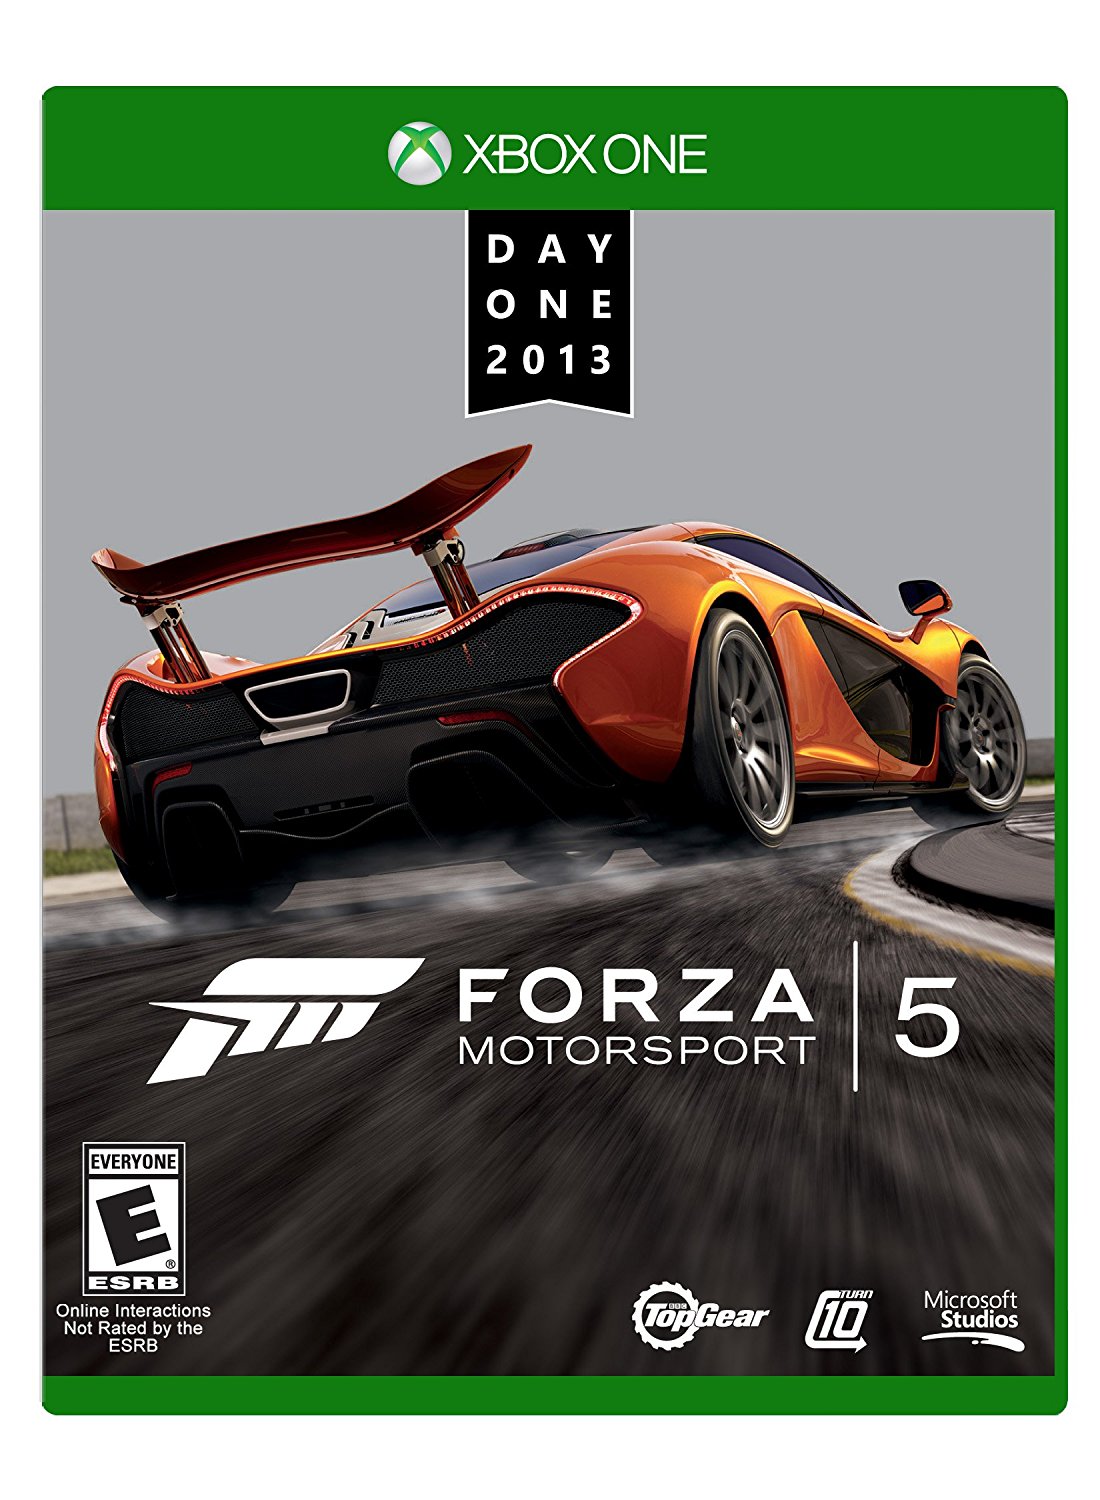 XBOX ONE
DAY
ONE
2013
FORZA
MOTORSPORT
5
EVERYONE
E
®
ESRB
Online Interactions
Not Rated by the
ESRB
BBC
TopGear
TURN
10
Microsoft
Studios